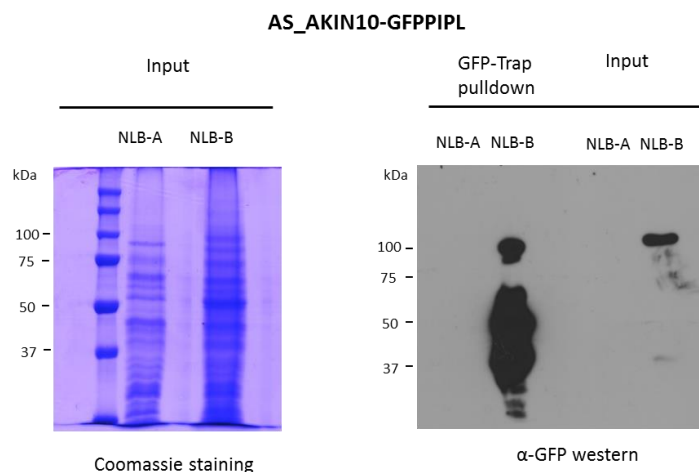 AS_AKIN10-GFPPIPL
Input
NLB-A NLB-B
kDa
100
75
50
37
Coomassie staining
GFP-Trap
pulldown
Input
NLB-A NLB-B NLB-A NLB-B
kDa
100
75
50
37
α-GFP western